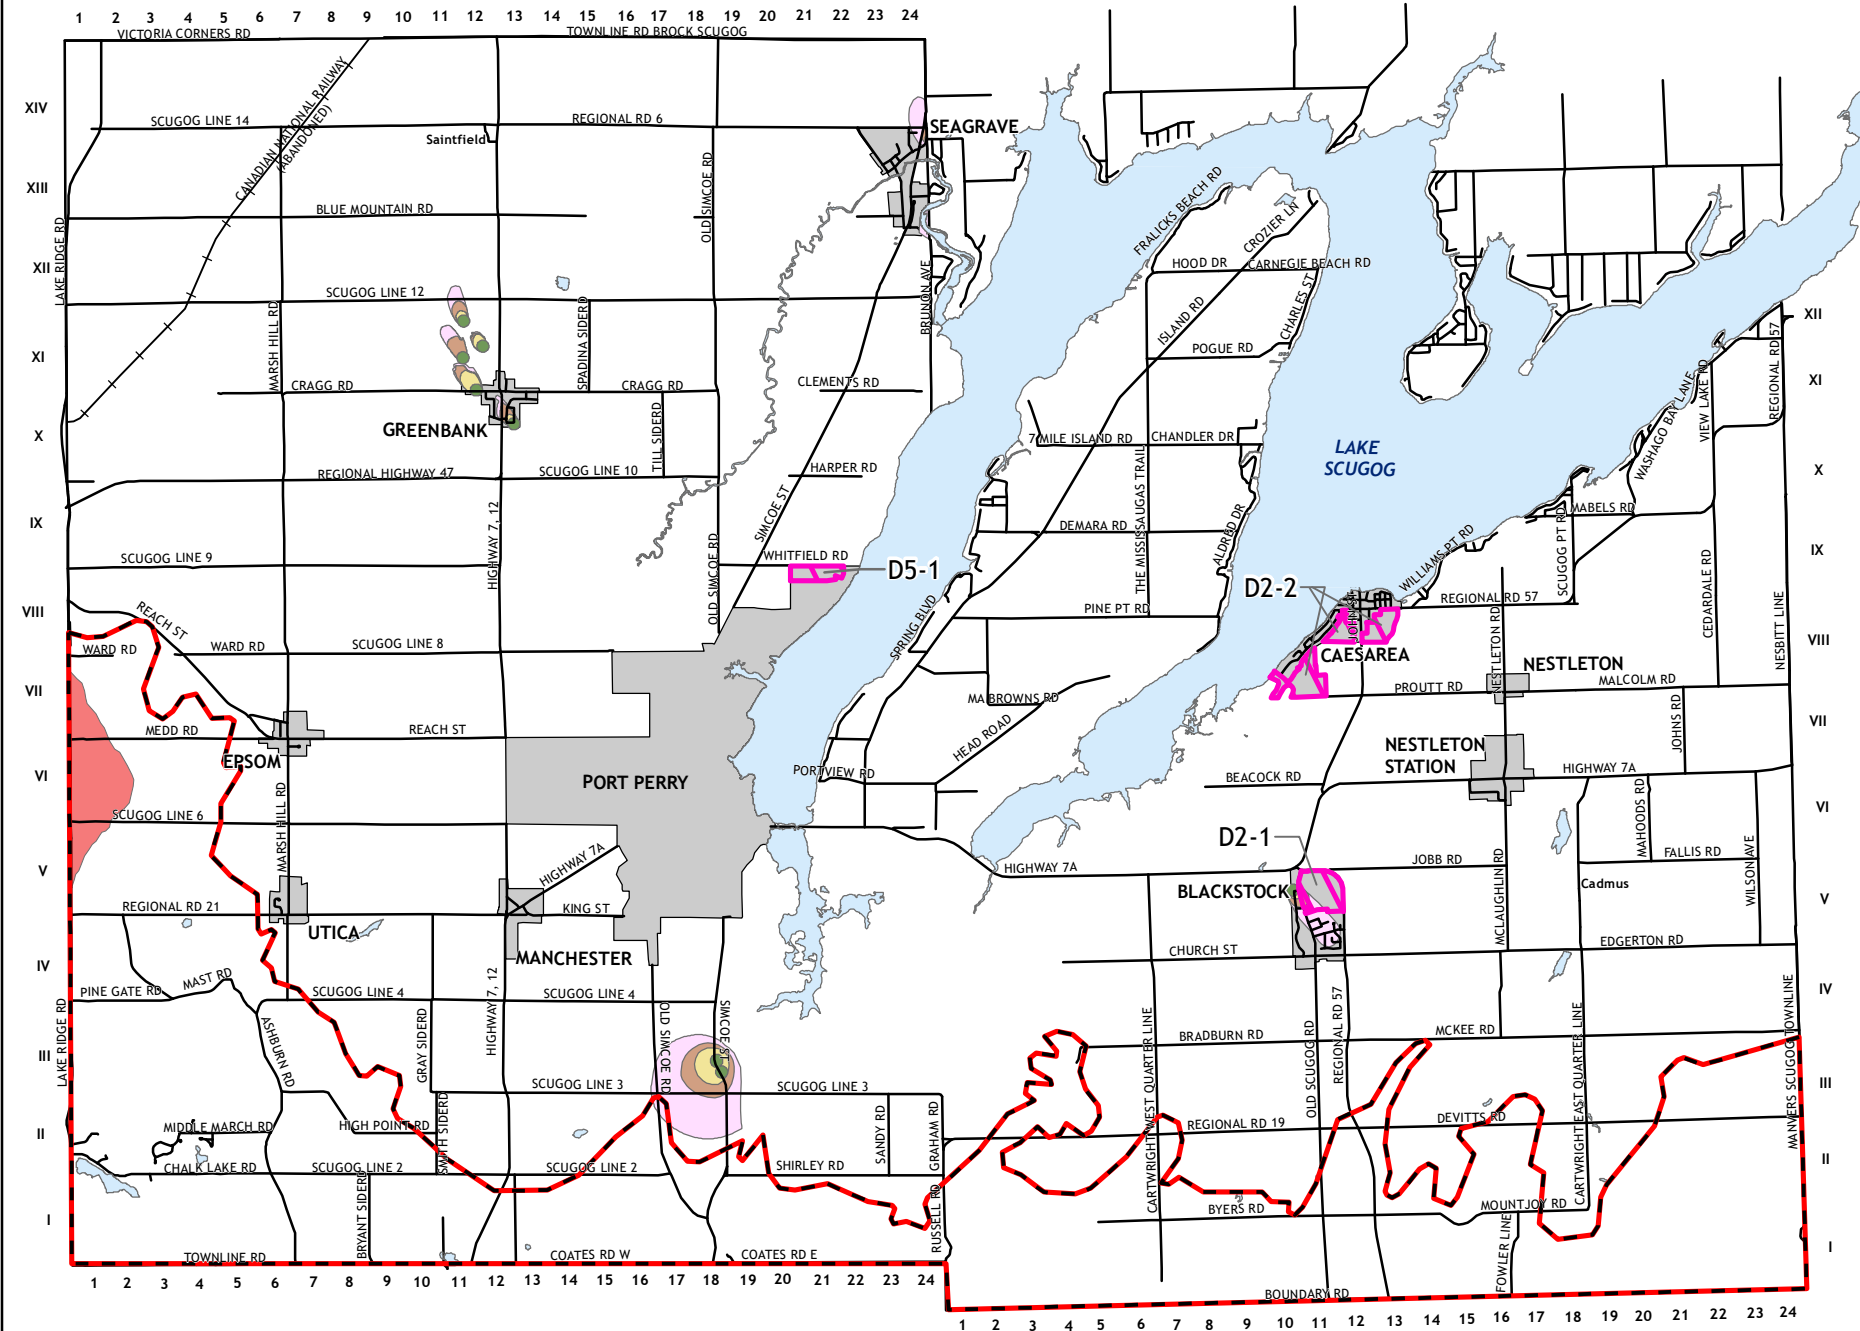 1 2 3 4 5 6 7 8 9 10 11 12 13 14 15 16 17 18 19 20 21 22 23 24
VICTORIA CORNERS RD
TOWNLINE RD BROCK SCUGOG
CANADIAN NATIONAL RAILWAY
(ABANDONED)
XIV
SCUGOG LINE 14
REGIONAL RD 6
Saintfield
SEAGRAVE
XIII
BLUE MOUNTAIN RD
OLD SIMCOE RD
LAKE RIDGE RD
FRALICKS BEACH RD
CROZIER LN
HOOD DR
CARNEGIE BEACH RD
XII
SCUGOG LINE 12
BRUNON AVE
ISLAND RD
CHARLES ST
XII
MARSH HILL RD
SPADINA SIDERD
POGUE RD
REGIONAL RD 57
XI
CRAGG RD
CRAGG RD
CLEMENTS RD
VIEW LAKE RD
WASHAGO BAY LANE
XI
GREENBANK
TILL SIDERD
X
7 MILE ISLAND RD
CHANDLER DR
LAKE
SCUGOG
REGIONAL HIGHWAY 47
SCUGOG LINE 10
HARPER RD
X
SIMCOE ST
THE MISSISSAUGAS TRAIL
IX
HIGHWAY 7, 12
OLD SIMCOE RD
DEMARA RD
ALDRED DR
WILLIAMS PT RD
SCUGOG PT RD
MABELS RD
SCUGOG LINE 9
WHITFIELD RD
D5-1
IX
D2-2
CEDARDALE RD
VIII
REACH ST
PINE PT RD
JOHN ST
REGIONAL RD 57
NESTLETON RD
NESBITT LINE
SPRING BLVD
WARD RD
WARD RD
SCUGOG LINE 8
CAESAREA
NESTLETON
VIII
VII
MA BROWNS RD
PROUTT RD
MALCOLM RD
MEDD RD
REACH ST
HEAD ROAD
JOHNS RD
VII
EPSOM
NESTLETON
STATION
VI
PORT PERRY
PORTVIEW RD
BEACOCK RD
HIGHWAY 7A
SCUGOG LINE 6
MARSH HILL RD
MAHOODS RD
VI
D2-1
V
HIGHWAY 7A
HIGHWAY 7A
JOBB RD
FALLIS RD
MCLAUGHLIN RD
WILSON AVE
BLACKSTOCK
Cadmus
V
REGIONAL RD 21
KING ST
UTICA
MANCHESTER
CHURCH ST
EDGERTON RD
IV
MAST RD
PINE GATE RD
SCUGOG LINE 4
SCUGOG LINE 4
IV
HIGHWAY 7, 12
LAKE RIDGE RD
ASHBURN RD
GRAY SIDERD
OLD SIMCOE RD
SIMCOE ST
CARTWRIGHT WEST QUARTER LINE
BRADBURN RD
OLD SCUGOG RD
REGIONAL RD 57
MCKEE RD
CARTWRIGHT EAST QUARTER LINE
MANVERS SCUGOG TOWNLINE
III
SCUGOG LINE 3
SCUGOG LINE 3
III
MIDDLE MARCH RD
HIGH POINT RD
SMITH SIDERD
SANDY RD
GRAHAM RD
REGIONAL RD 19
DEVITTS RD
II
CHALK LAKE RD
SCUGOG LINE 2
SCUGOG LINE 2
SHIRLEY RD
II
BRYANT SIDERD
RUSSELL RD
BYERS RD
MOUNTJOY RD
I
FOWLER LINE
TOWNLINE RD
COATES RD W
COATES RD E
I
BOUNDARY RD
1 2 3 4 5 6 7 8 9 10 11 12 13 14 15 16 17 18 19 20 21 22 23 24
1 2 3 4 5 6 7 8 9 10 11 12 13 14 15 16 17 18 19 20 21 22 23 24